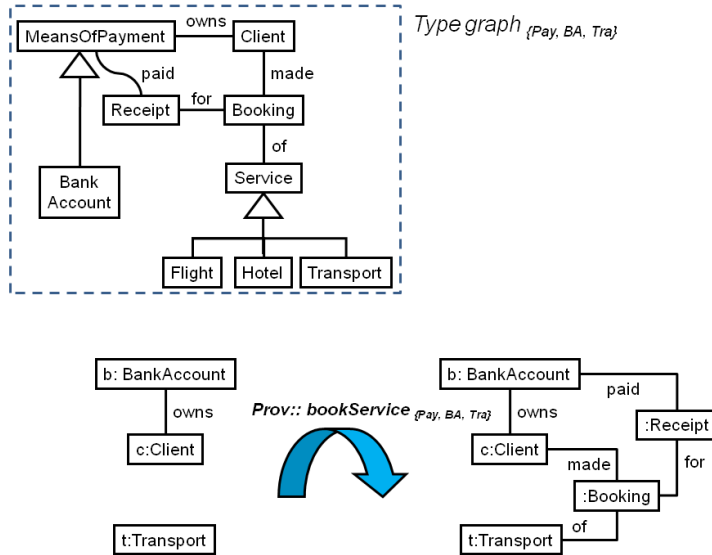 MeansOfPayment
owns
Client
Type graph {Pay, BA, Tra}
paid
made
Receipt
for
Booking
of
Bank
Account
Service
Flight
Hotel
Transport
b: BankAccount
owns
c:Client
t:Transport
Prov:: bookService {Pay, BA, Tra}
b: BankAccount
paid
owns
:Receipt
c:Client
made
for
:Booking
of
t:Transport